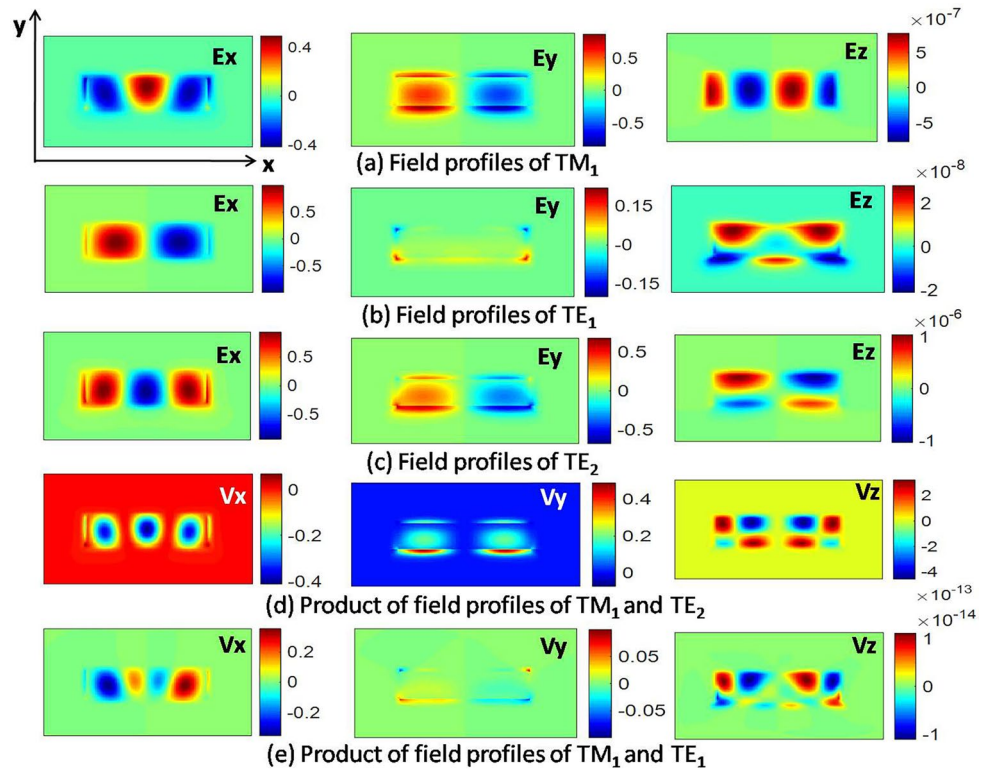 y
×10⁻⁷
Ex 0.4 0 -0.4
Ey 0.5 0 -0.5
Ez 5 0 -5
x
(a) Field profiles of TM₁
×10⁻⁸
Ex 0.5 0 -0.5
Ey 0.15 -0 -0.15
Ez 2 0 -2
(b) Field profiles of TE₁
×10⁻⁶
Ex 0.5 0 -0.5
Ey 0.5 0 -0.5
Ez 1 0 -1
(c) Field profiles of TE₂
Vx 0 -0.2 -0.4
Vy 0.4 0.2 0
Vz 2 0 -2 -4
×10⁻¹³
(d) Product of field profiles of TM₁ and TE₂
×10⁻¹⁴
Vx 0.2 0 -0.2
Vy 0.05 0 -0.05
Vz 1 0 -1
(e) Product of field profiles of TM₁ and TE₁